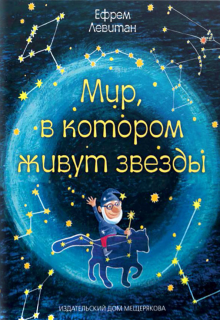 Ефрем
Левитан
Мир,
в котором
живут звезды
ИЗДАТЕЛЬСКИЙ ДОМ МЕЩЕРЯКОВА